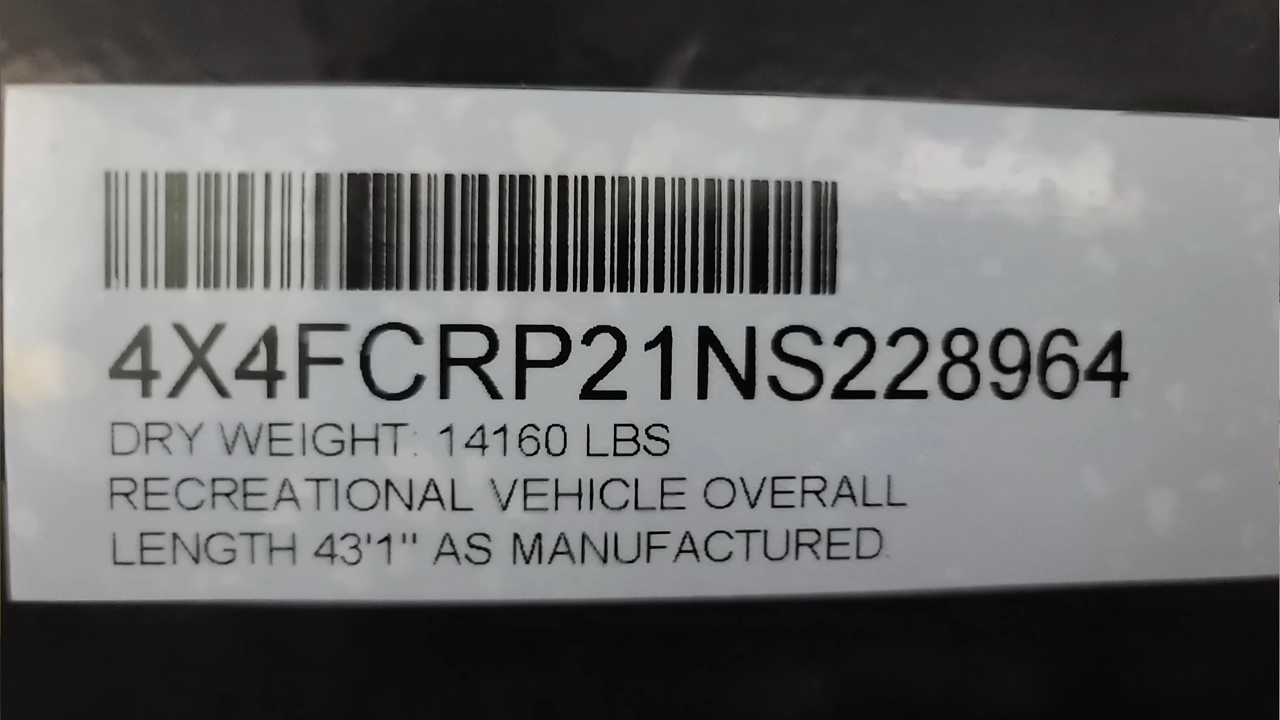 4X4FCRP21NS228964
DRY WEIGHT: 14160 LBS
RECREATIONAL VEHICLE OVERALL
LENGTH 43'1" AS MANUFACTURED.